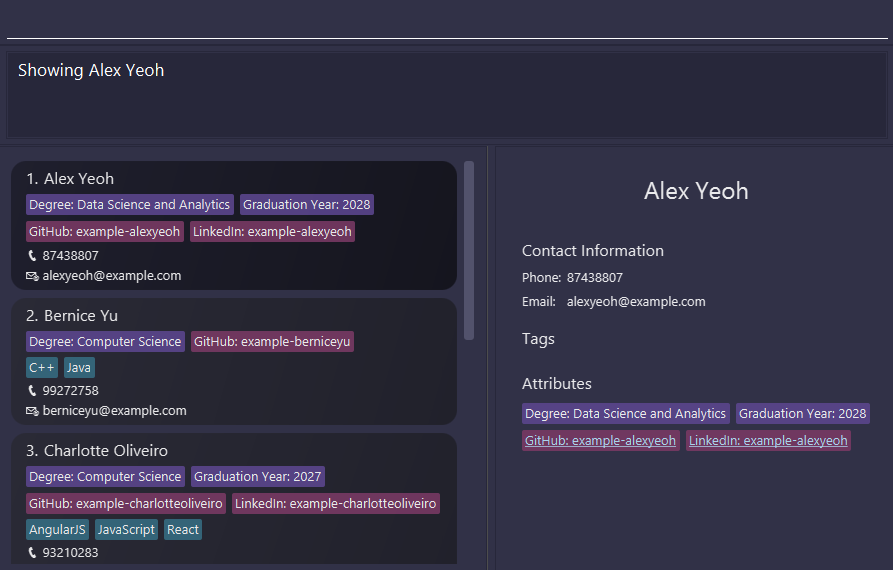 Showing Alex Yeoh
1. Alex Yeoh
Degree: Data Science and Analytics Graduation Year: 2028
GitHub: example-alexyeoh LinkedIn: example-alexyeoh
87438807
alexyeoh@example.com
2. Bernice Yu
Degree: Computer Science GitHub: example-berniceyu
C++ Java
99272758
berniceyu@example.com
3. Charlotte Oliveiro
Degree: Computer Science Graduation Year: 2027
GitHub: example-charlotteoliveiro LinkedIn: example-charlotteoliveiro
AngularJS JavaScript React
93210283
Alex Yeoh
Contact Information
Phone: 87438807
Email: alexyeoh@example.com
Tags
Attributes
Degree: Data Science and Analytics Graduation Year: 2028
GitHub: example-alexyeoh LinkedIn: example-alexyeoh